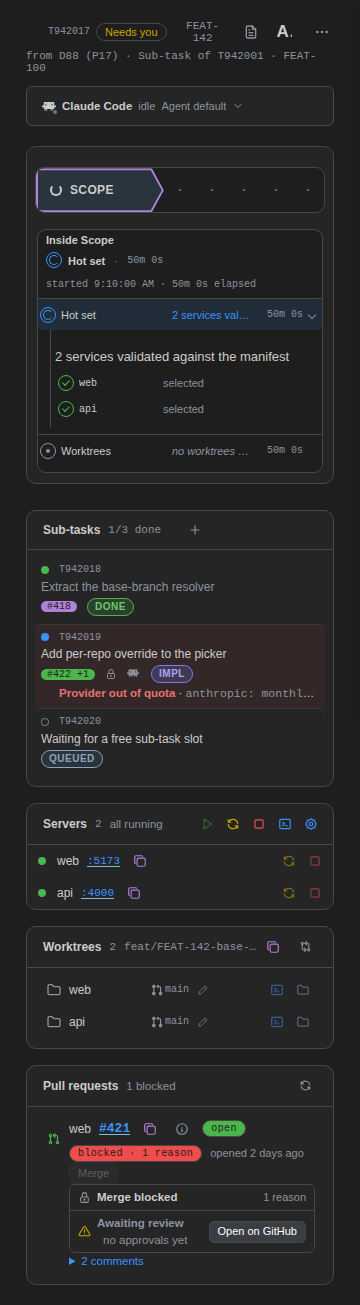 T942017 Needs you FEAT-142 A.
from D88 (P17) · Sub-task of T942001 · FEAT-100
Claude Code idle Agent default
SCOPE
Inside Scope
Hot set · 50m 0s
started 9:10:00 AM · 50m 0s elapsed
Hot set 2 services val… 50m 0s
2 services validated against the manifest
web selected
api selected
Worktrees no worktrees … 50m 0s
Sub-tasks 1/3 done
T942018
Extract the base-branch resolver
#418 DONE
T942019
Add per-repo override to the picker
#422 +1 IMPL
Provider out of quota · anthropic: monthl…
T942020
Waiting for a free sub-task slot
QUEUED
Servers 2 all running
web :5173
api :4000
Worktrees 2 feat/FEAT-142-base-…
web main
api main
Pull requests 1 blocked
web #421 open
blocked · 1 reason opened 2 days ago
Merge
Merge blocked 1 reason
Awaiting review
no approvals yet
Open on GitHub
2 comments